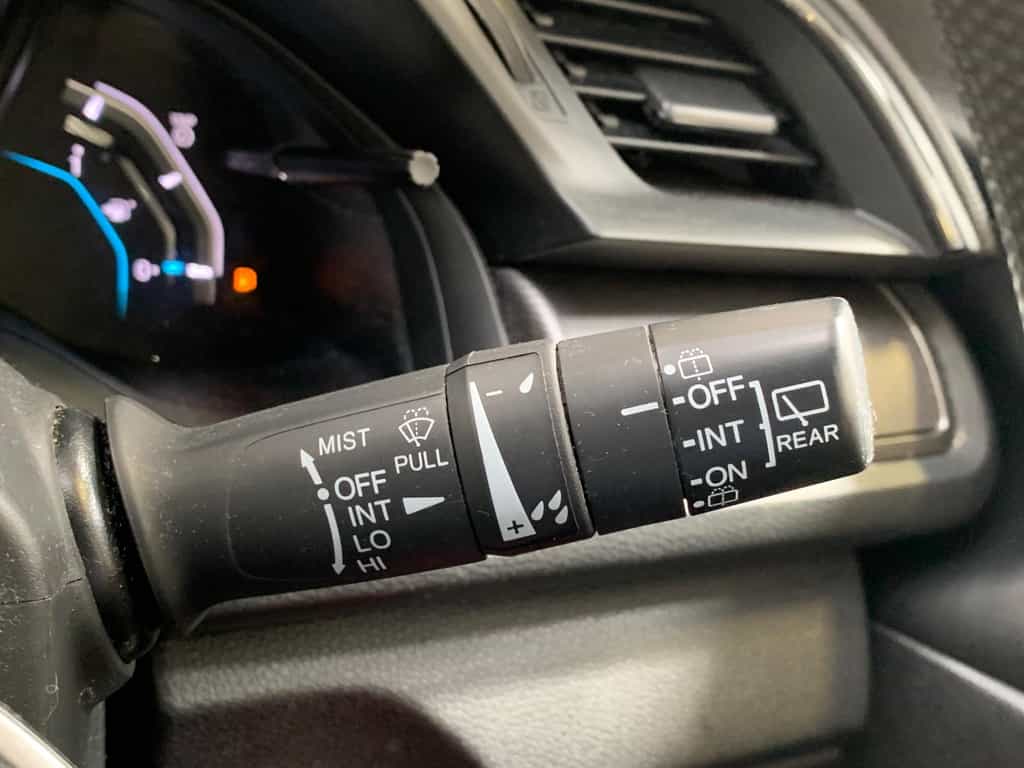 MIST
PULL
OFF
INT
LO
HI
−
+
OFF
INT
ON
REAR